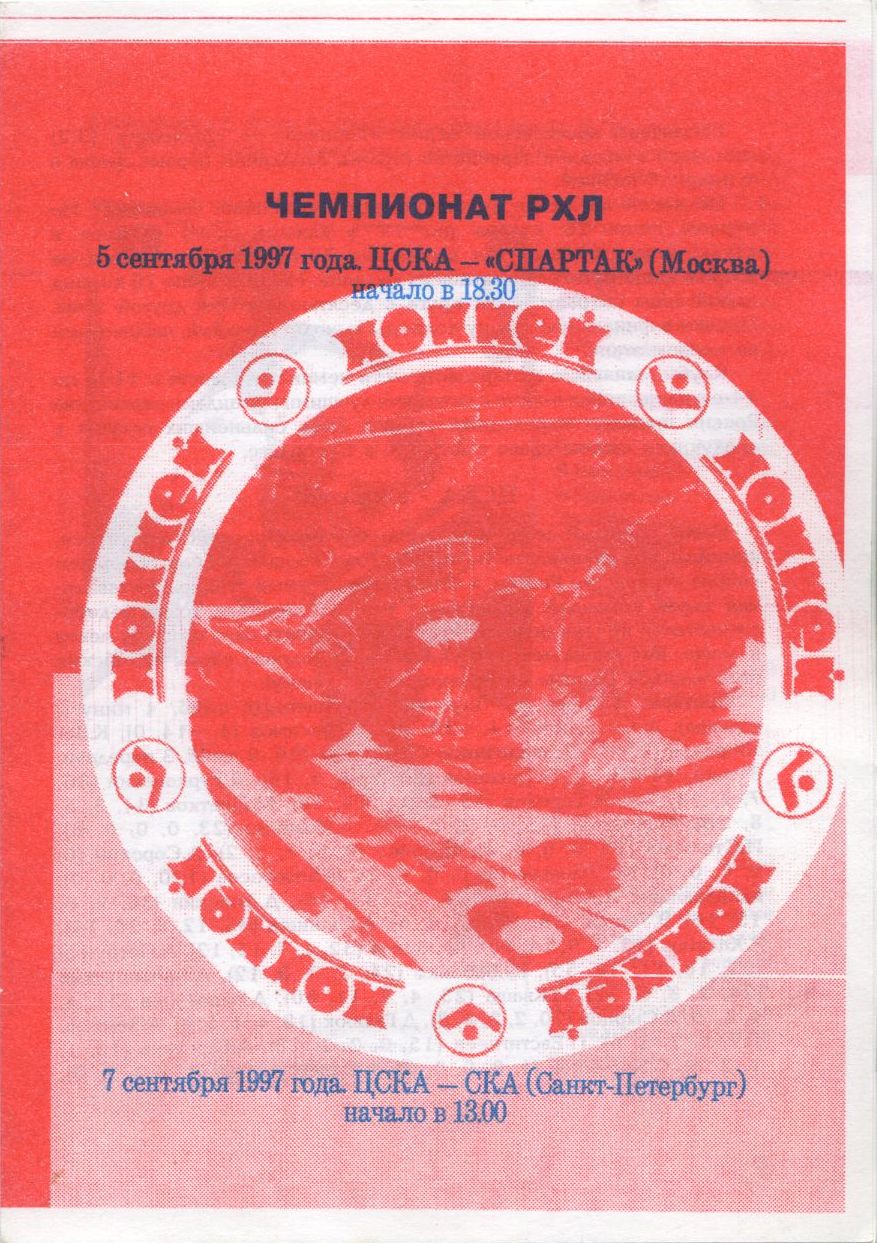 ЧЕМПИОНАТ РХЛ
5 сентября 1997 года. ЦСКА – «СПАРТАК» (Москва)
начало в 18.30
хоккей
хоккей
хоккей
хоккей
хоккей
7 сентября 1997 года. ЦСКА – СКА (Санкт-Петербург)
начало в 13.00